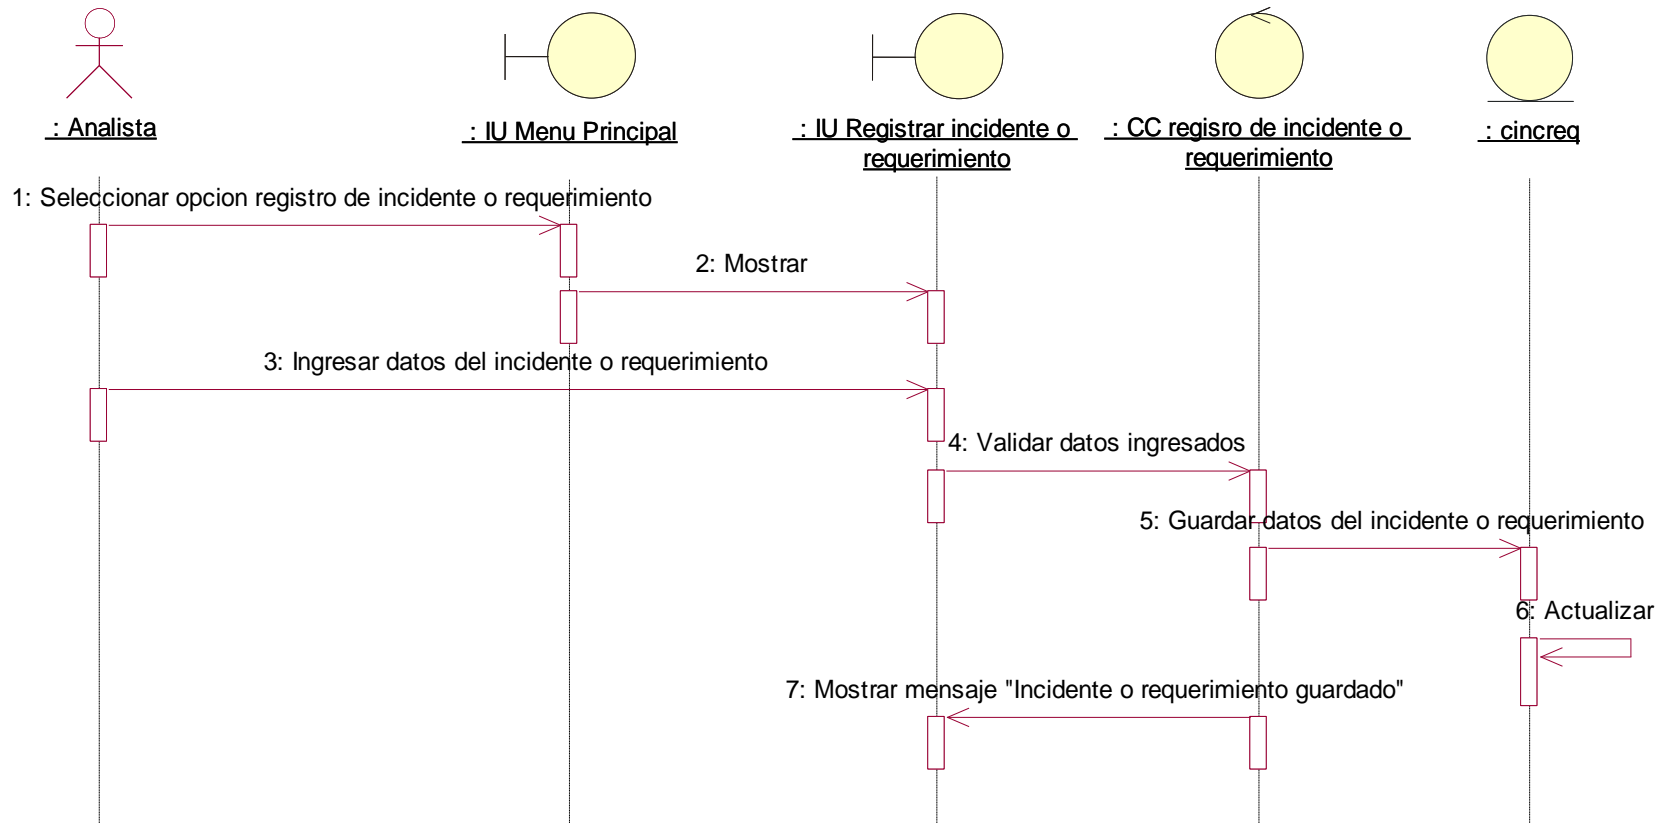 : Analista
: IU Menu Principal
: IU Registrar incidente o
requerimiento
: CC regisro de incidente o
requerimiento
: cincreq
1: Seleccionar opcion registro de incidente o requerimiento
2: Mostrar
3: Ingresar datos del incidente o requerimiento
4: Validar datos ingresados
5: Guardar datos del incidente o requerimiento
6: Actualizar
7: Mostrar mensaje "Incidente o requerimiento guardado"